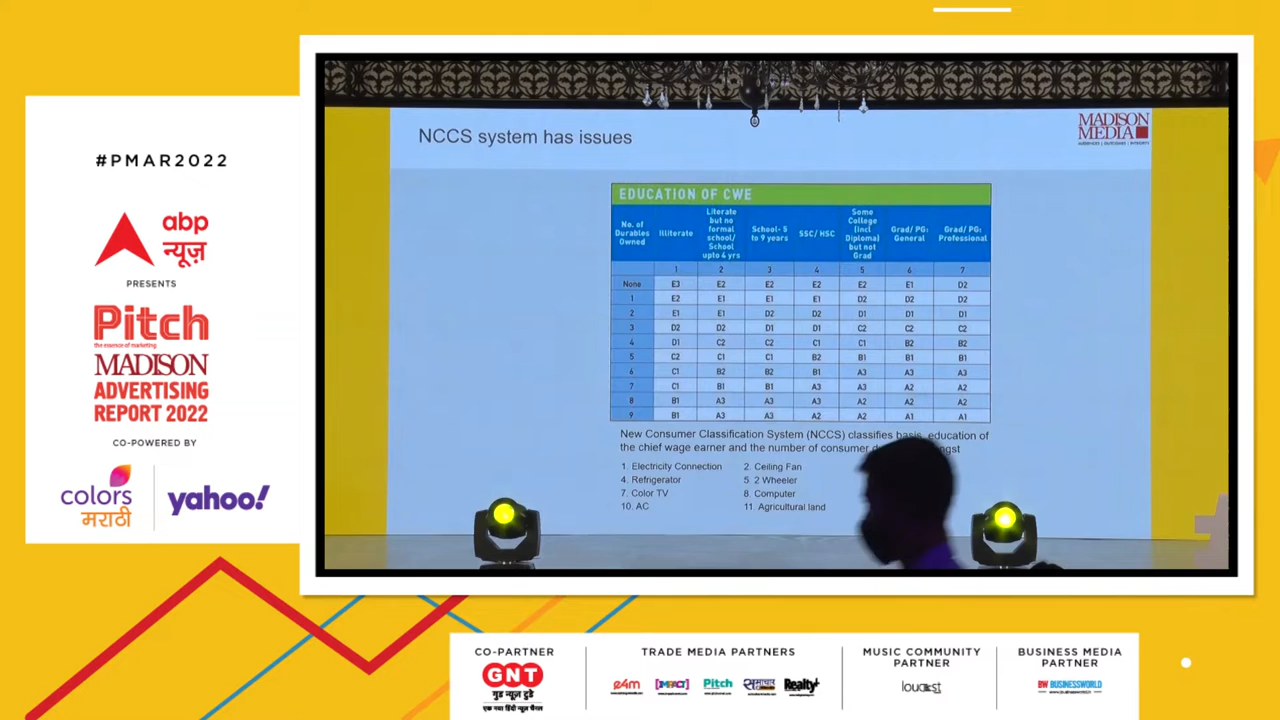 #PMAR2022
abp
न्यूज़
PRESENTS
Pitch
the essence of marketing
MADISON
ADVERTISING
REPORT 2022
CO-POWERED BY
colors
मराठी
yahoo!
NCCS system has issues
MADISON
MEDIA
EDUCATION OF CWE
No. of Durables Owned | Illiterate | Literate but no formal school/ School upto 4 yrs | School- 5 to 9 years | SSC/ HSC | Some College (incl Diploma) but not Grad | Grad/ PG: General | Grad/ PG: Professional
1 2 3 4 5 6 7
None E3 E2 E2 E2 E2 E1 D2
1 E2 E1 E1 E1 D2 D2 D2
2 E1 E1 D2 D2 D1 D1 D1
3 D2 D2 D1 D1 C2 C2 C2
4 D1 C2 C2 C1 C1 B2 B2
5 C2 C1 C1 B2 B1 B1 B1
6 C1 B2 B2 B1 A3 A3 A3
7 C1 B1 B1 A3 A3 A2 A2
8 B1 A3 A3 A3 A2 A2 A2
9 B1 A3 A3 A2 A2 A1 A1
New Consumer Classification System (NCCS) classifies basis education of
the chief wage earner and the number of consumer
1. Electricity Connection 2. Ceiling Fan
4. Refrigerator 5. 2 Wheeler
7. Color TV 8. Computer
10. AC 11. Agricultural land
CO-PARTNER
GNT
गुड न्यूज़ टुडे
एक नया हिंदी न्यूज़ चैनल
TRADE MEDIA PARTNERS
e4m
IMPACT
Pitch
समाचार
Realty+
MUSIC COMMUNITY
PARTNER
BUSINESS MEDIA
PARTNER
BW BUSINESSWORLD